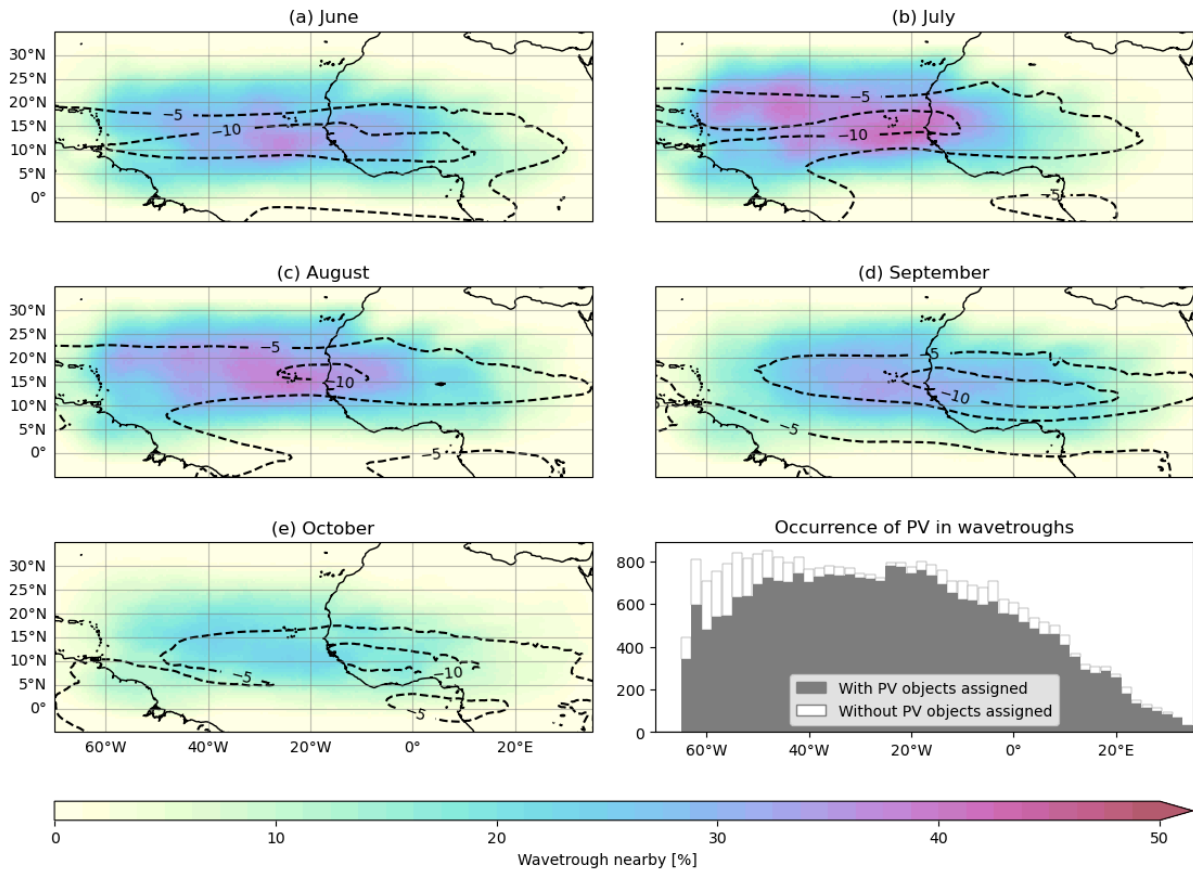 (a) June
(b) July
35°N
30°N
25°N
20°N
15°N
10°N
5°N
0°
−5
−10
−5
−10
−5
(c) August
(d) September
30°N
25°N
20°N
15°N
10°N
5°N
0°
−5
−10
−5
−5
−10
−5
(e) October
Occurrence of PV in wavetroughs
30°N
25°N
20°N
15°N
10°N
5°N
0°
−10
−5
−5
60°W
40°W
20°W
0°
20°E
800
600
400
200
0
With PV objects assigned
Without PV objects assigned
60°W
40°W
20°W
0°
20°E
0
10
20
30
40
50
Wavetrough nearby [%]